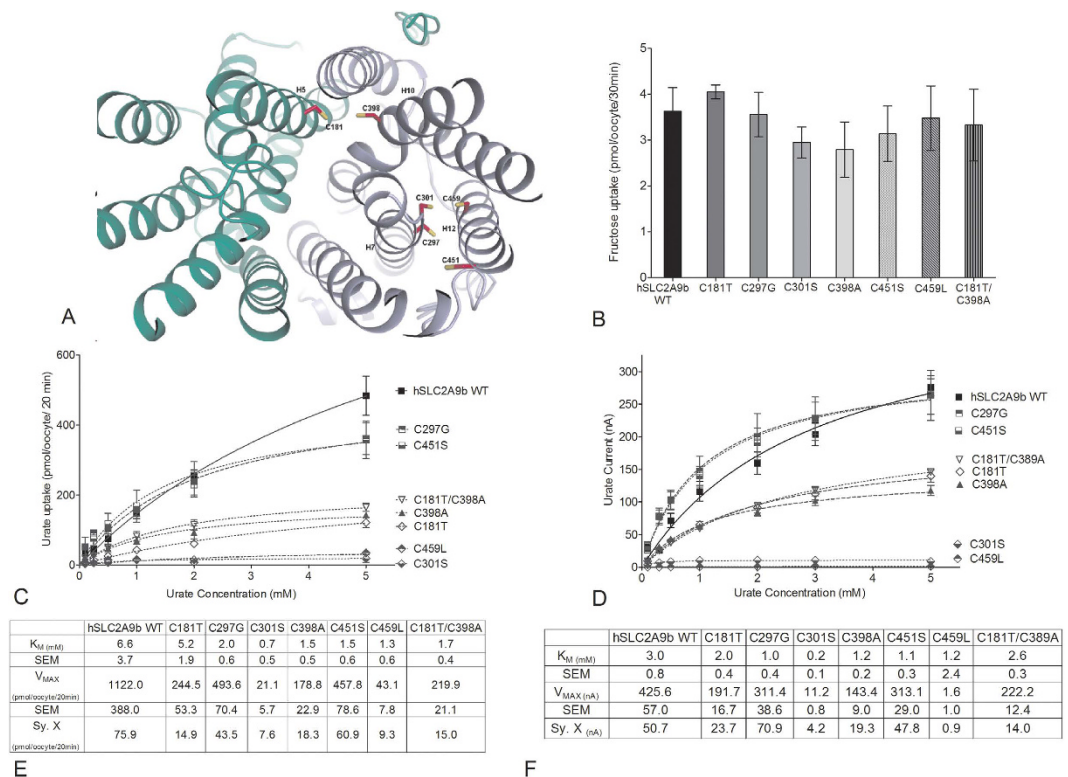 H5
H10
C181
C398
C301
C459
C297
H12
H7
C451
A
Fructose uptake (pmol/oocyte/30min)
5
4
3
2
1
0
hSLC2A9b WT
C181T
C297G
C301S
C398A
C451S
C459L
C181T/
C398A
B
Urate uptake (pmol/oocyte/ 20 min)
600
400
200
0
0
1
2
3
4
5
hSLC2A9b WT
C297G
C451S
C181T/C398A
C398A
C181T
C459L
C301S
Urate Concentration (mM)
C
Urate Current (nA)
300
250
200
150
100
50
0
0
1
2
3
4
5
hSLC2A9b WT
C297G
C451S
C181T/C389A
C181T
C398A
C301S
C459L
Urate Concentration (mM)
D
hSLC2A9b WT C181T C297G C301S C398A C451S C459L C181T/C398A
KM (mM) 6.6 5.2 2.0 0.7 1.5 1.5 1.3 1.7
SEM 3.7 1.9 0.6 0.5 0.5 0.6 0.6 0.4
VMAX (pmol/oocyte/20min) 1122.0 244.5 493.6 21.1 178.8 457.8 43.1 219.9
SEM 388.0 53.3 70.4 5.7 22.9 78.6 7.8 21.1
Sy. X (pmol/oocyte/20min) 75.9 14.9 43.5 7.6 18.3 60.9 9.3 15.0
E
hSLC2A9b WT C181T C297G C301S C398A C451S C459L C181T/C389A
KM (mM) 3.0 2.0 1.0 0.2 1.2 1.1 1.2 2.6
SEM 0.8 0.4 0.4 0.1 0.2 0.3 2.4 0.3
VMAX (nA) 425.6 191.7 311.4 11.2 143.4 313.1 1.6 222.2
SEM 57.0 16.7 38.6 0.8 9.0 29.0 1.0 12.4
Sy. X (nA) 50.7 23.7 70.9 4.2 19.3 47.8 0.9 14.0
F